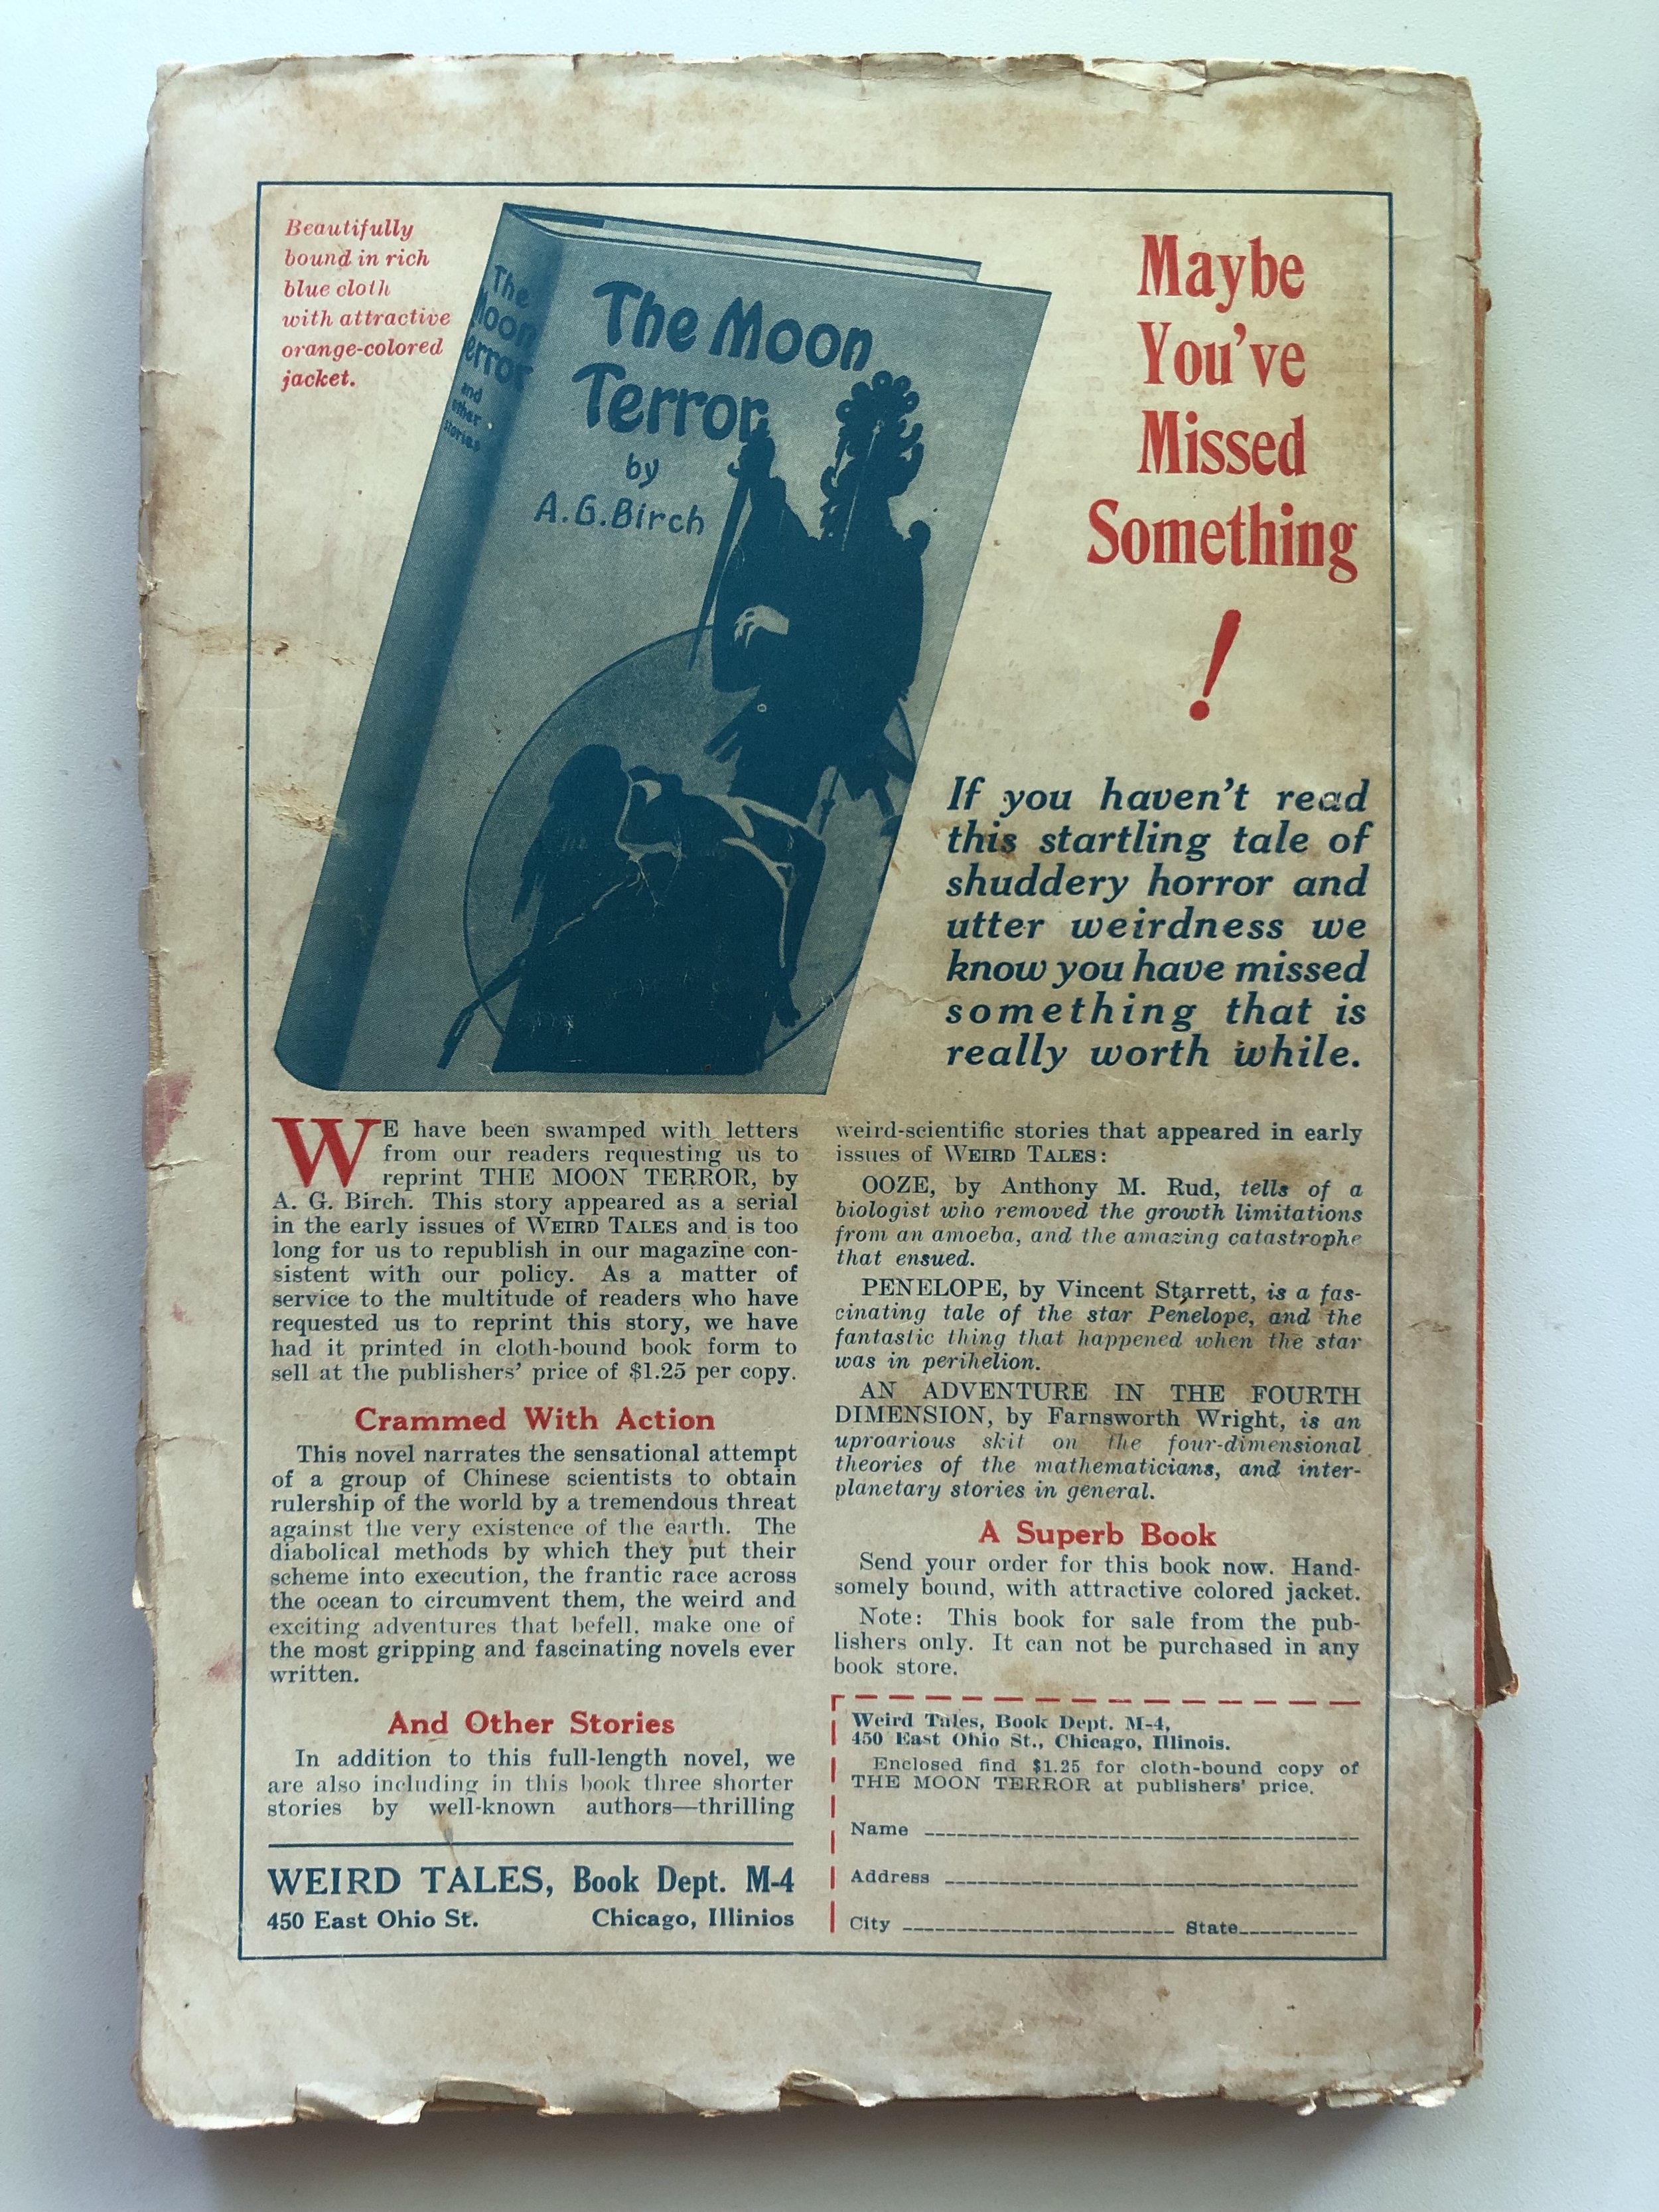 Beautifully
bound in rich
blue cloth
with attractive
orange-colored
jacket.
The
Moon
Terror
and
other
stories
The Moon
Terror
by
A.G.Birch
Maybe
You've
Missed
Something
!
If you haven't read
this startling tale of
shuddery horror and
utter weirdness we
know you have missed
something that is
really worth while.
WE have been swamped with letters
from our readers requesting us to
reprint THE MOON TERROR, by
A. G. Birch. This story appeared as a serial
in the early issues of WEIRD TALES and is too
long for us to republish in our magazine con-
sistent with our policy. As a matter of
service to the multitude of readers who have
requested us to reprint this story, we have
had it printed in cloth-bound book form to
sell at the publishers' price of $1.25 per copy.
Crammed With Action
This novel narrates the sensational attempt
of a group of Chinese scientists to obtain
rulership of the world by a tremendous threat
against the very existence of the earth. The
diabolical methods by which they put their
scheme into execution, the frantic race across
the ocean to circumvent them, the weird and
exciting adventures that befell, make one of
the most gripping and fascinating novels ever
written.
And Other Stories
In addition to this full-length novel, we
are also including in this book three shorter
stories by well-known authors—thrilling
WEIRD TALES, Book Dept. M-4
450 East Ohio St. Chicago, Illinios
weird-scientific stories that appeared in early
issues of WEIRD TALES:
OOZE, by Anthony M. Rud, tells of a
biologist who removed the growth limitations
from an amoeba, and the amazing catastrophe
that ensued.
PENELOPE, by Vincent Starrett, is a fas-
cinating tale of the star Penelope, and the
fantastic thing that happened when the star
was in perihelion.
AN ADVENTURE IN THE FOURTH
DIMENSION, by Farnsworth Wright, is an
uproarious skit on the four-dimensional
theories of the mathematicians, and inter-
planetary stories in general.
A Superb Book
Send your order for this book now. Hand-
somely bound, with attractive colored jacket.
Note: This book for sale from the pub-
lishers only. It can not be purchased in any
book store.
Weird Tales, Book Dept. M-4,
450 East Ohio St., Chicago, Illinois.
Enclosed find $1.25 for cloth-bound copy of
THE MOON TERROR at publishers' price.
Name
Address
City State